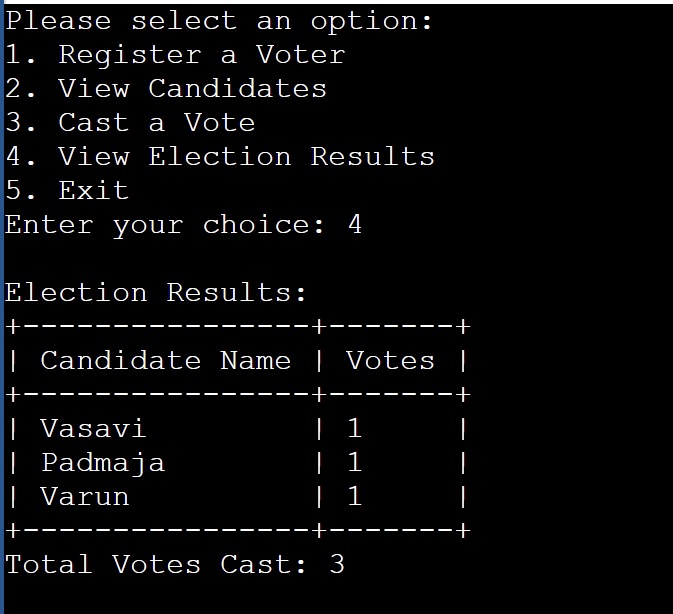 Please select an option:
1. Register a Voter
2. View Candidates
3. Cast a Vote
4. View Election Results
5. Exit
Enter your choice: 4
Election Results:
+----------------+-------+
| Candidate Name | Votes |
+----------------+-------+
| Vasavi         | 1     |
| Padmaja        | 1     |
| Varun          | 1     |
+----------------+-------+
Total Votes Cast: 3